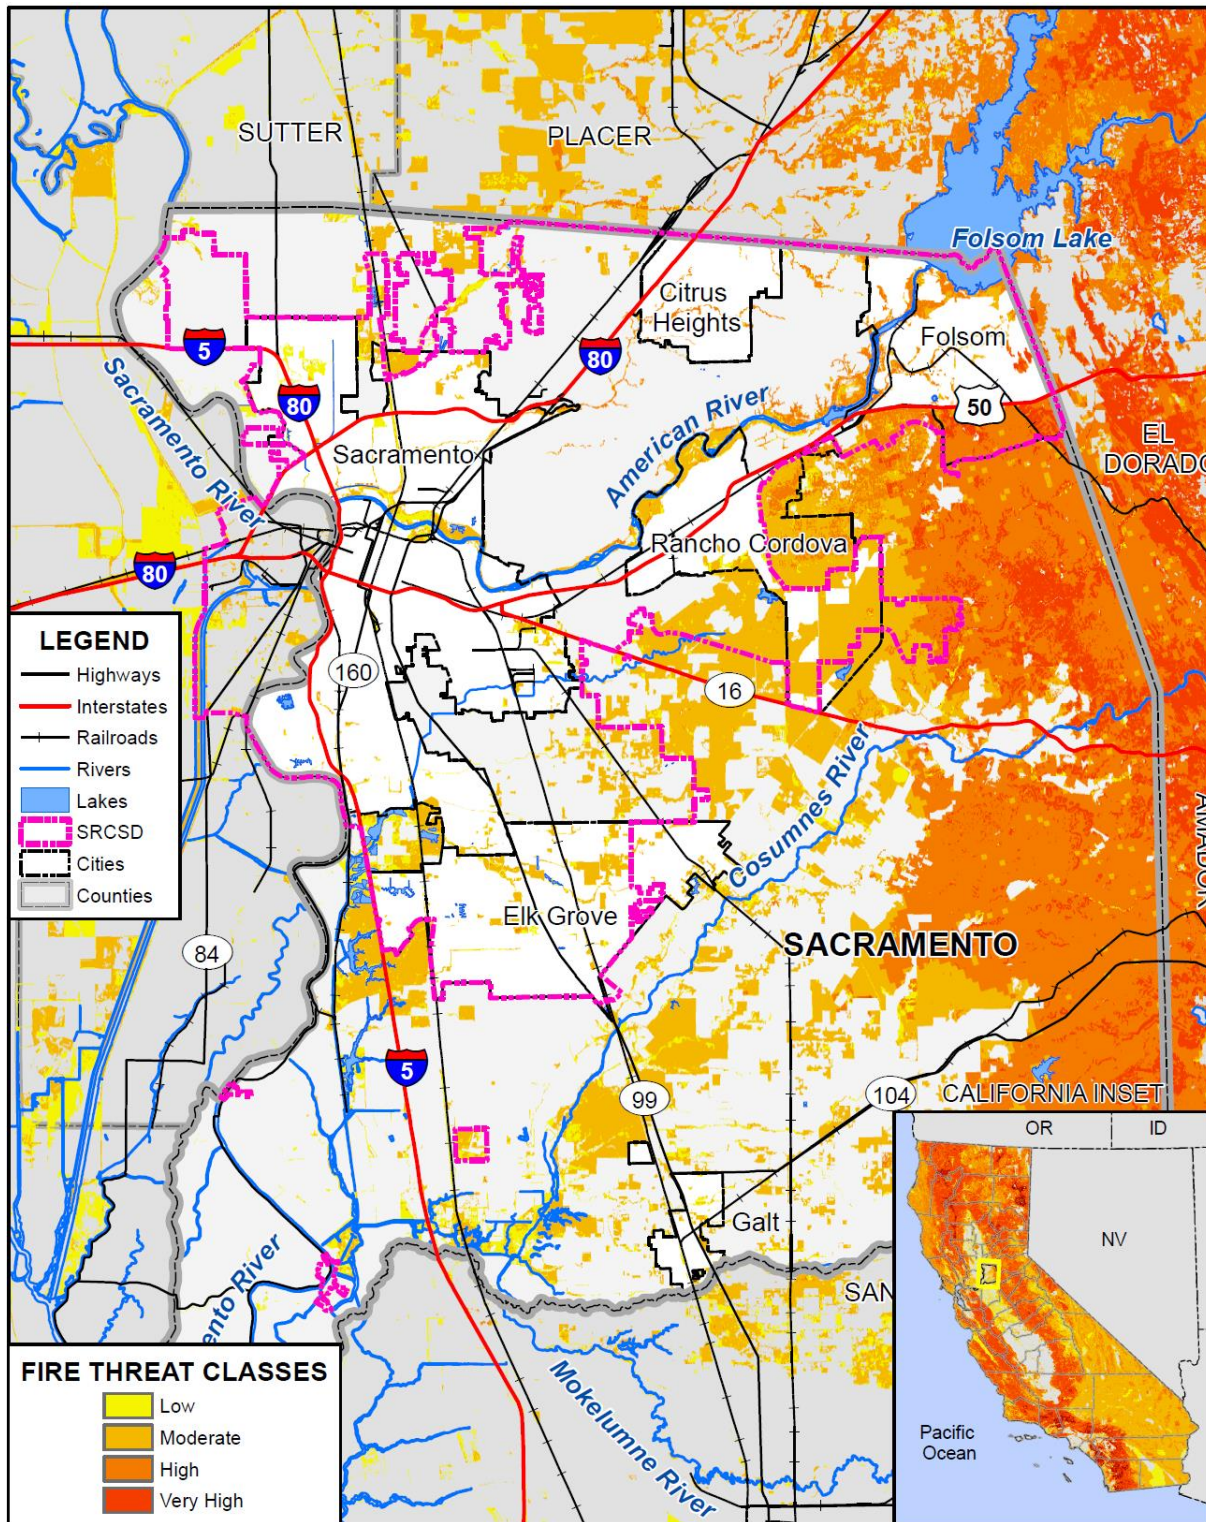 SUTTER
PLACER
Folsom Lake
Citrus
Heights
Folsom
5
80
80
50
Sacramento River
American River
Sacramento
EL
DORADO
Rancho Cordova
80
160
16
LEGEND
Highways
Interstates
Railroads
Rivers
Lakes
SRCSD
Cities
Counties
Cosumnes River
AMADOR
Elk Grove
SACRAMENTO
84
5
99
104
CALIFORNIA INSET
OR
ID
NV
Galt
SAN
ento River
Mokelumne River
Pacific
Ocean
FIRE THREAT CLASSES
Low
Moderate
High
Very High